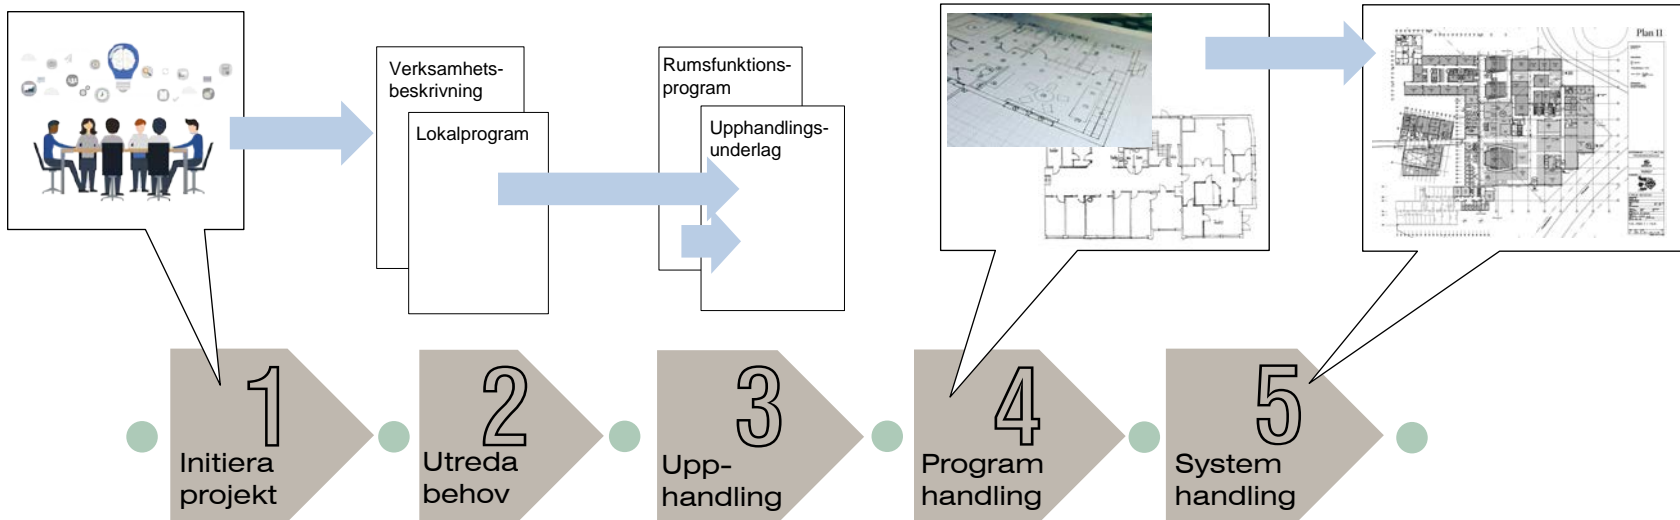 Verksamhets-
beskrivning
Lokalprogram
Rumsfunktions-
program
Upphandlings-
underlag
Plan II
1
Initiera
projekt
2
Utreda
behov
3
Upp-
handling
4
Program
handling
5
System
handling